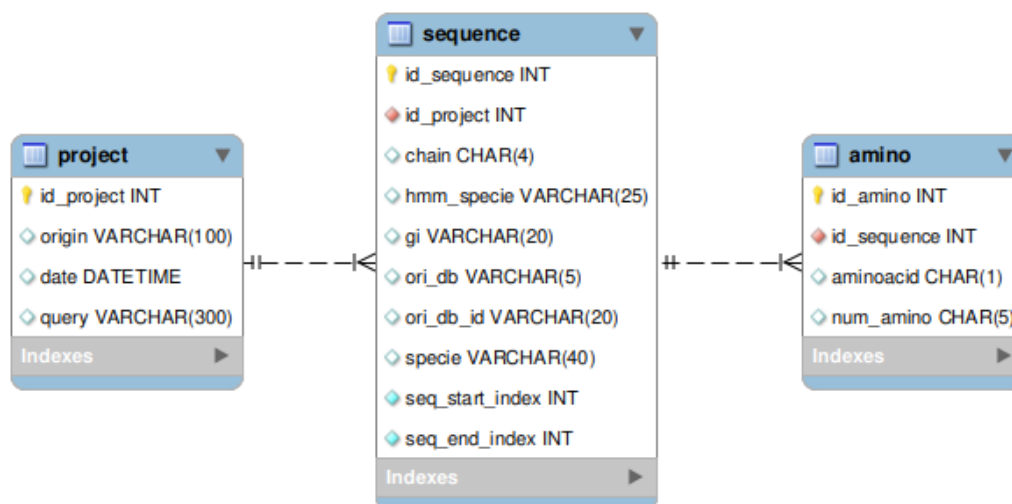 project
id_project INT
origin VARCHAR(100)
date DATETIME
query VARCHAR(300)
Indexes
sequence
id_sequence INT
id_project INT
chain CHAR(4)
hmm_specie VARCHAR(25)
gi VARCHAR(20)
ori_db VARCHAR(5)
ori_db_id VARCHAR(20)
specie VARCHAR(40)
seq_start_index INT
seq_end_index INT
Indexes
amino
id_amino INT
id_sequence INT
aminoacid CHAR(1)
num_amino CHAR(5)
Indexes